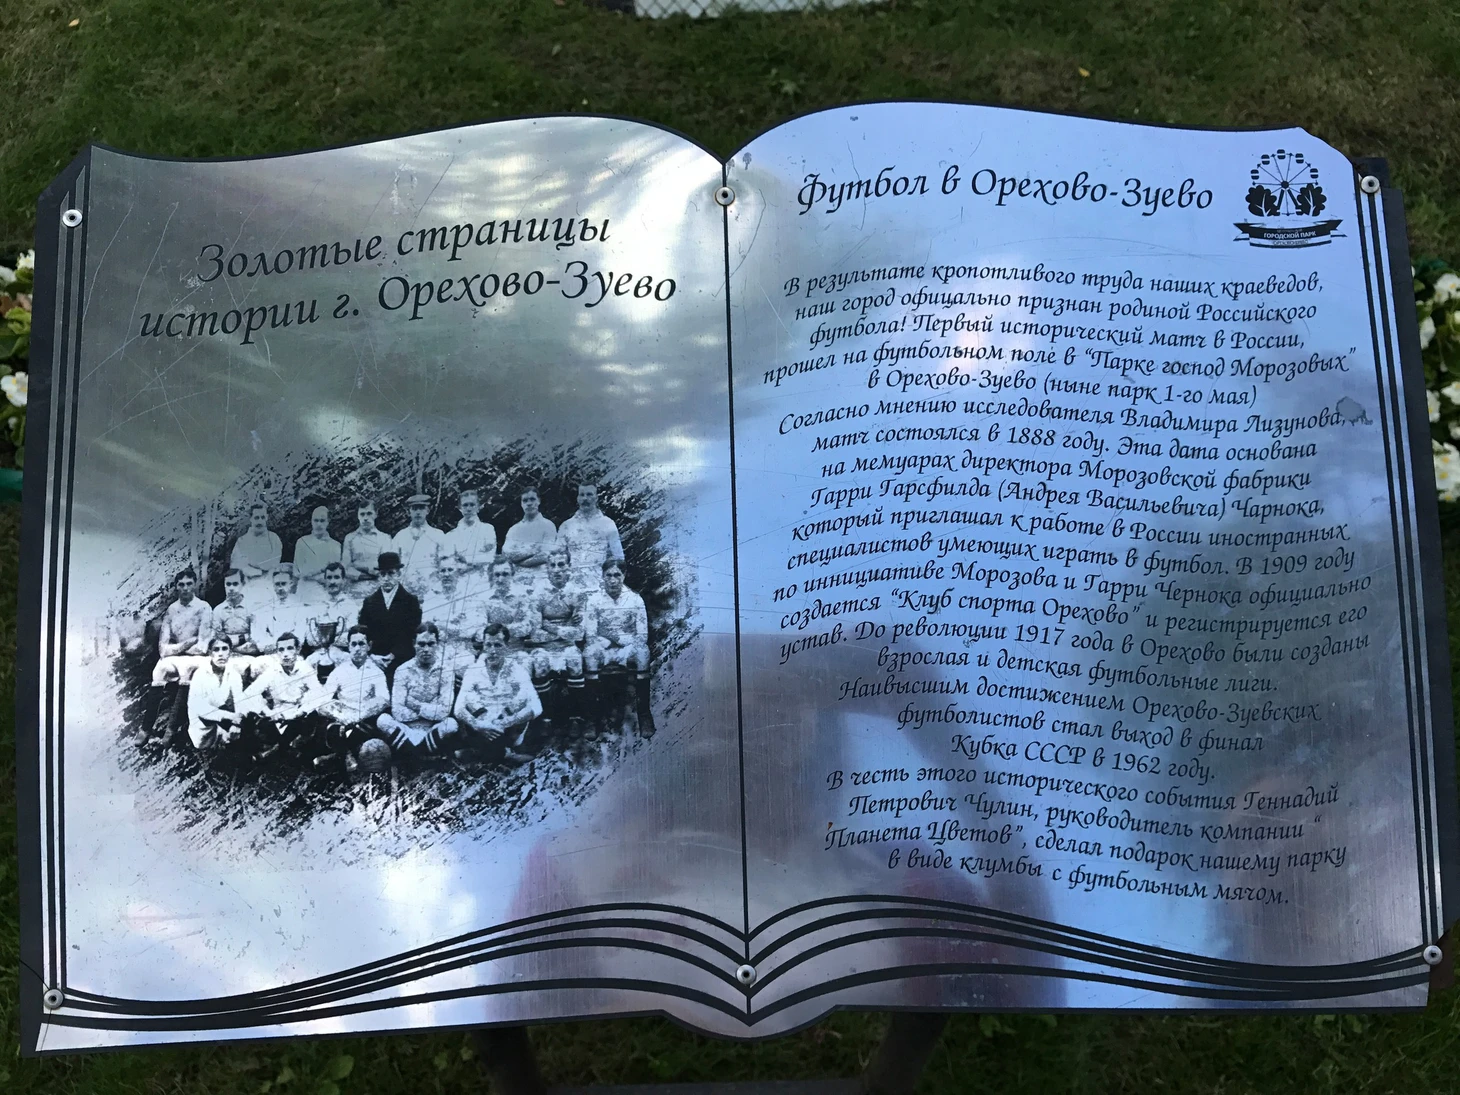 Золотые страницы
истории г. Орехово-Зуево
Футбол в Орехово-Зуево
ГОРОДСКОЙ ПАРК
В результате кропотливого труда наших краеведов,
наш город офицально признан родиной Российского
футбола! Первый исторический матч в России,
прошел на футбольном поле в “Парке господ Морозовых”
в Орехово-Зуево (ныне парк 1-го мая)
Согласно мнению исследователя Владимира Лизунова,
матч состоялся в 1888 году. Эта дата основана
на мемуарах директора Морозовской фабрики
Гарри Гарсфилда (Андрея Васильевича) Чарнока,
который приглашал к работе в России иностранных
специалистов умеющих играть в футбол. В 1909 году
по иннициативе Морозова и Гарри Чернока официально
создается “Клуб спорта Орехово” и регистрируется его
устав. До революции 1917 года в Орехово были созданы
взрослая и детская футбольные лиги.
Наивысшим достижением Орехово-Зуевских
футболистов стал выход в финал
Кубка СССР в 1962 году.
В честь этого исторического события Геннадий
Петрович Чулин, руководитель компании “
Планета Цветов”, сделал подарок нашему парку
в виде клумбы с футбольным мячом.